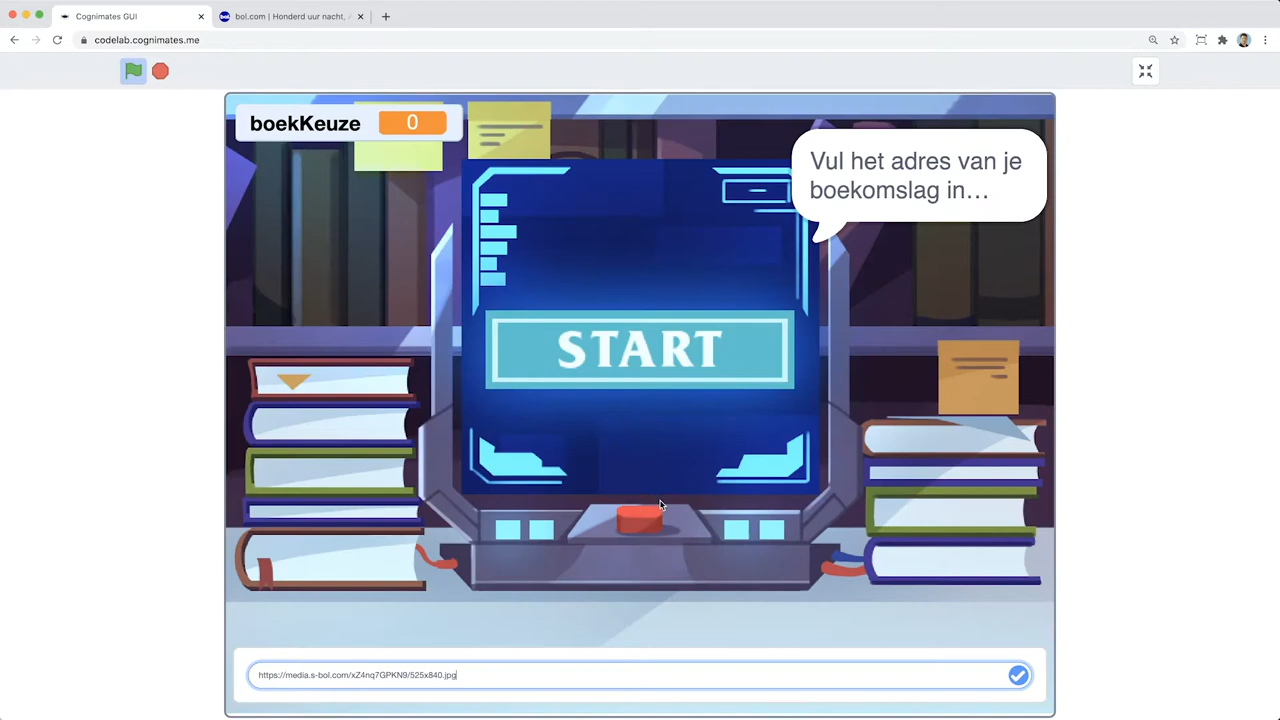 Cognimates GUI
bol bol.com | Honderd uur nacht,
codelab.cognimates.me
boekKeuze 0
Vul het adres van je
boekomslag in…
START
https://media.s-bol.com/xZ4nq7GPKN9/525x840.jpg